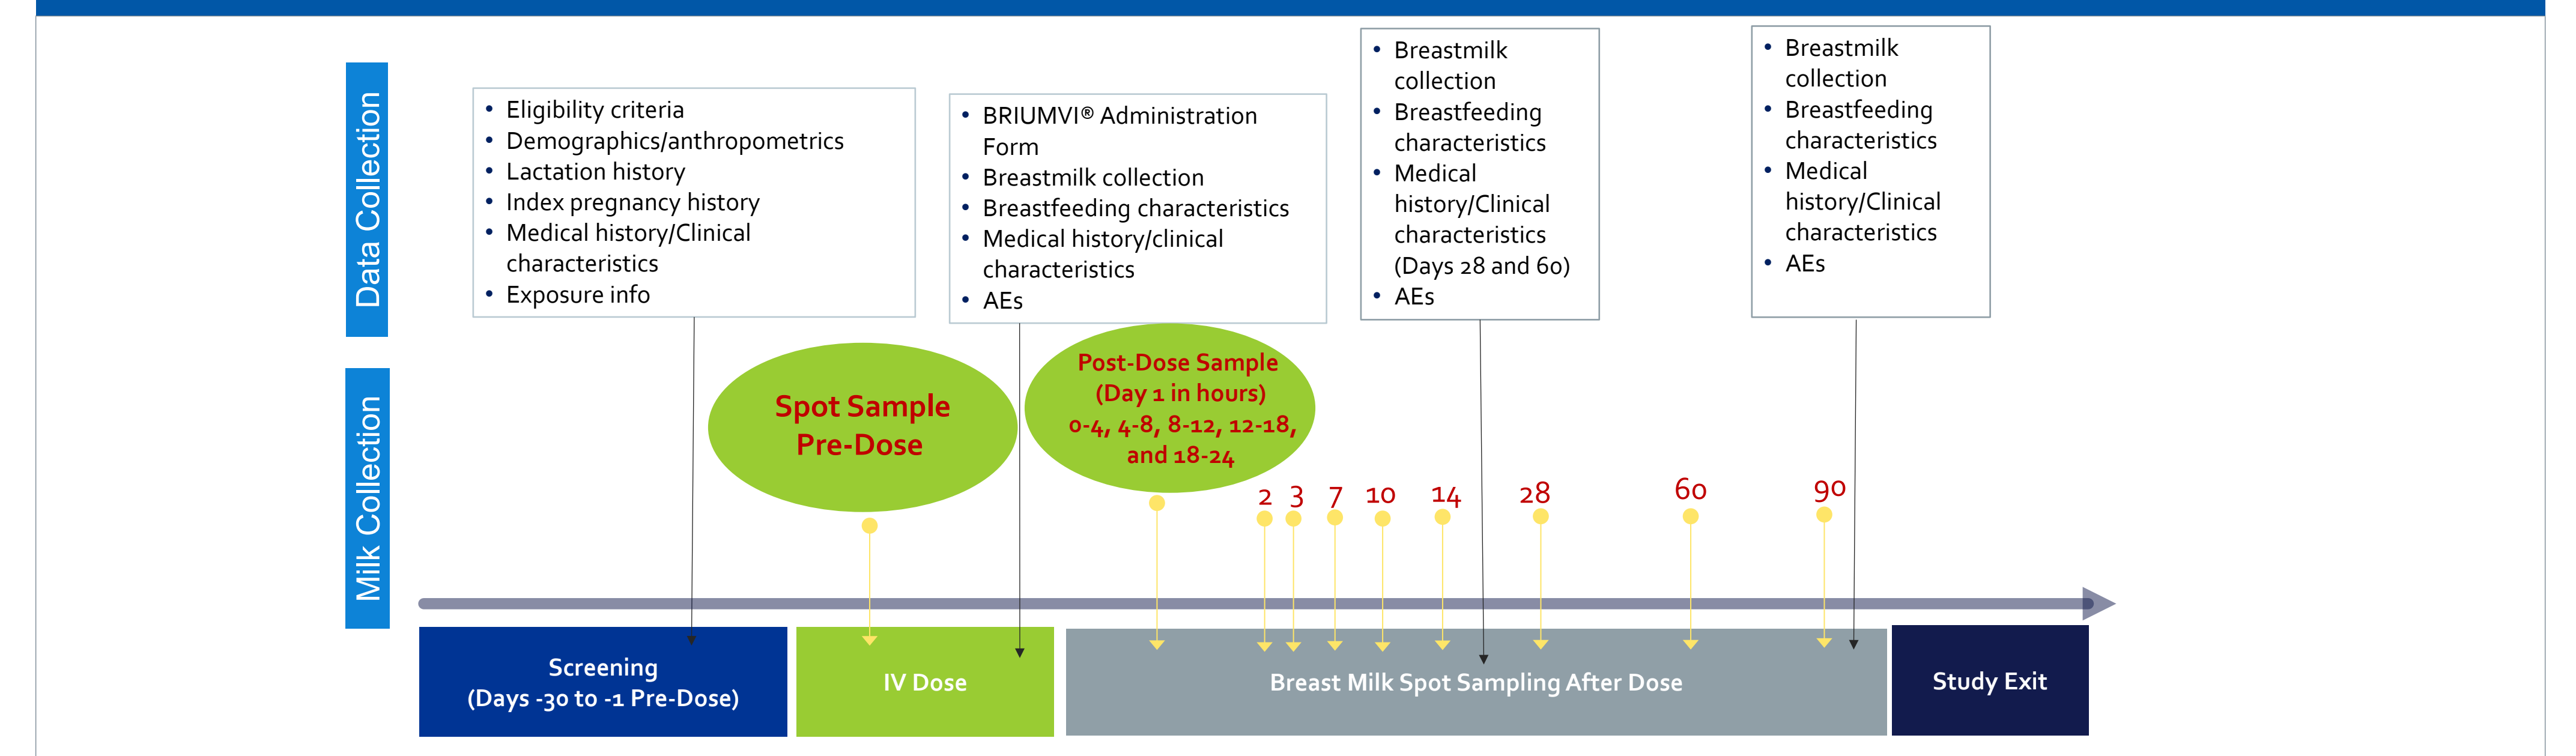 Data Collection
• Eligibility criteria
• Demographics/anthropometrics
• Lactation history
• Index pregnancy history
• Medical history/Clinical
characteristics
• Exposure info
• BRIUMVI® Administration
Form
• Breastmilk collection
• Breastfeeding characteristics
• Medical history/clinical
characteristics
• AEs
• Breastmilk
collection
• Breastfeeding
characteristics
• Medical
history/Clinical
characteristics
(Days 28 and 60)
• AEs
• Breastmilk
collection
• Breastfeeding
characteristics
• Medical
history/Clinical
characteristics
• AEs
Milk Collection
Spot Sample
Pre-Dose
Post-Dose Sample
(Day 1 in hours)
0-4, 4-8, 8-12, 12-18,
and 18-24
2 3 7 10 14 28 60 90
Screening
(Days -30 to -1 Pre-Dose)
IV Dose
Breast Milk Spot Sampling After Dose
Study Exit